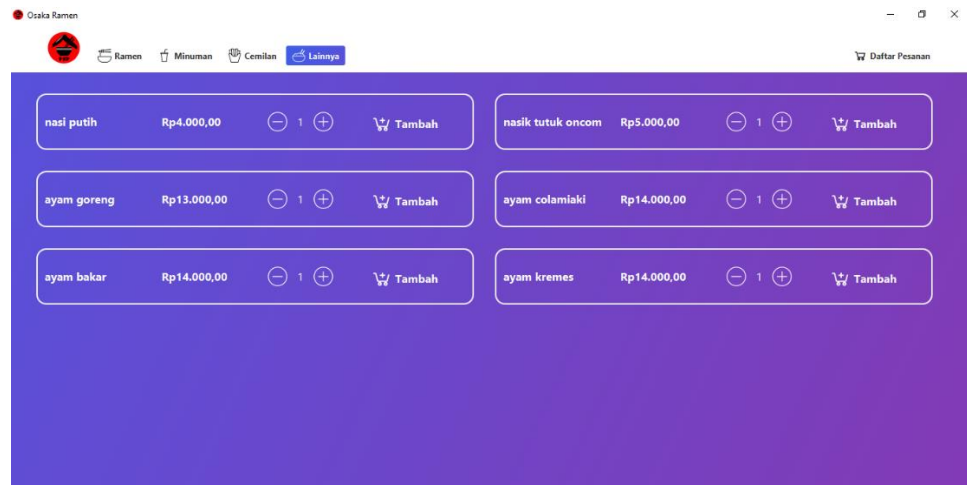 Osaka Ramen
Ramen Minuman Cemilan Lainnya Daftar Pesanan
nasi putih Rp4.000,00 1 Tambah
nasik tutuk oncom Rp5.000,00 1 Tambah
ayam goreng Rp13.000,00 1 Tambah
ayam colamiaki Rp14.000,00 1 Tambah
ayam bakar Rp14.000,00 1 Tambah
ayam kremes Rp14.000,00 1 Tambah